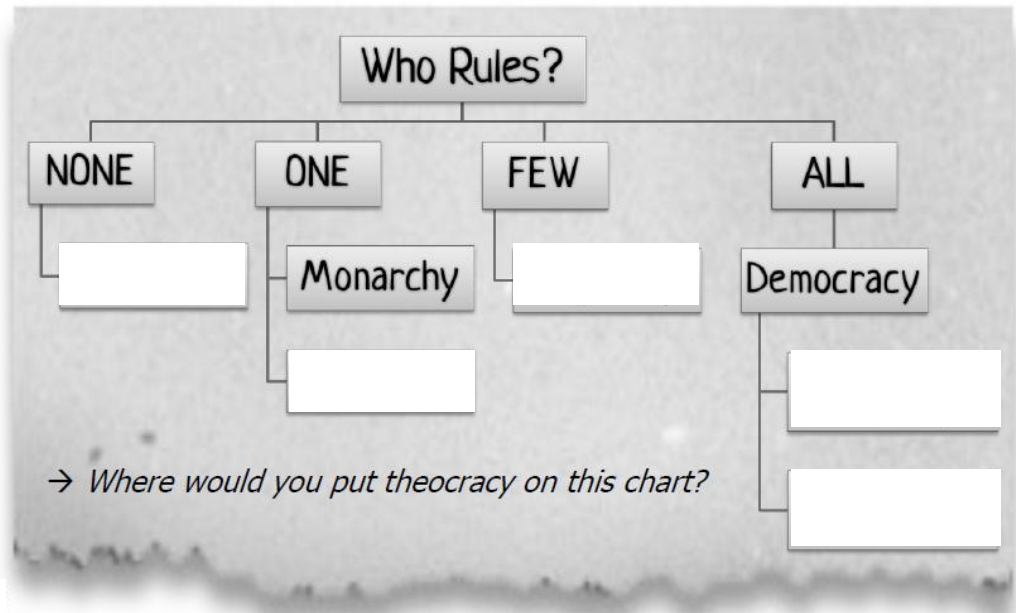 Who Rules?
NONE
ONE
FEW
ALL
Monarchy
Democracy
→ Where would you put theocracy on this chart?